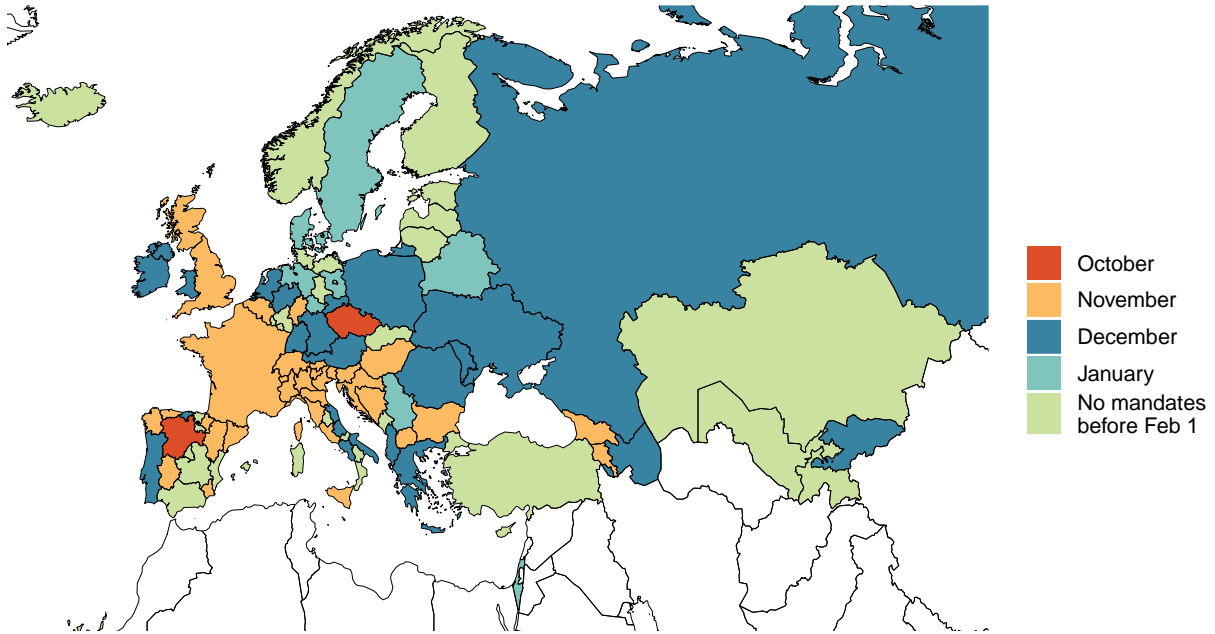 October
November
December
January
No mandates
before Feb 1